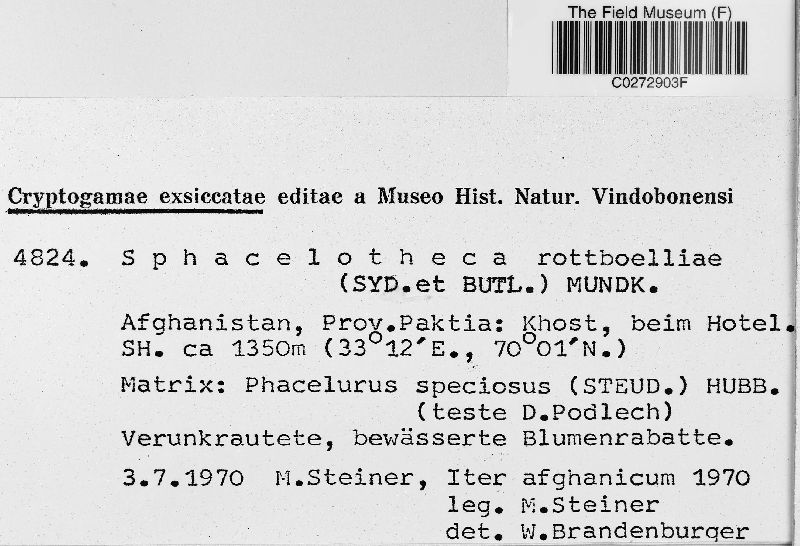 The Field Museum (F)
C0272903F
Cryptogamae exsiccatae editae a Museo Hist. Natur. Vindobonensi
4824. Sphacelotheca rottboelliae
(SYD.et BUTL.) MUNDK.
Afghanistan, Prov.Paktia: Khost, beim Hotel.
SH. ca 1350m (33°12′E., 70°01′N.)
Matrix: Phacelurus speciosus (STEUD.) HUBB.
(teste D.Podlech)
Verunkrautete, bewässerte Blumenrabatte.
3.7.1970 M.Steiner, Iter afghanicum 1970
leg. M.Steiner
det. W.Brandenburger